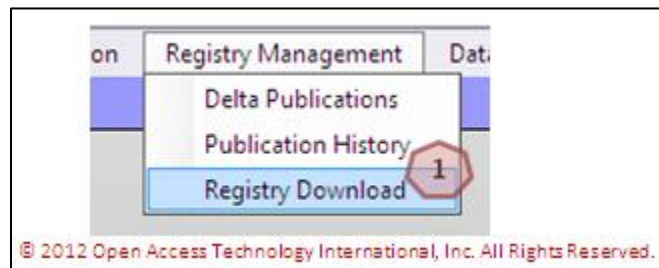 on Registry Management Data
Delta Publications
Publication History
Registry Download
1
© 2012 Open Access Technology International, Inc. All Rights Reserved.